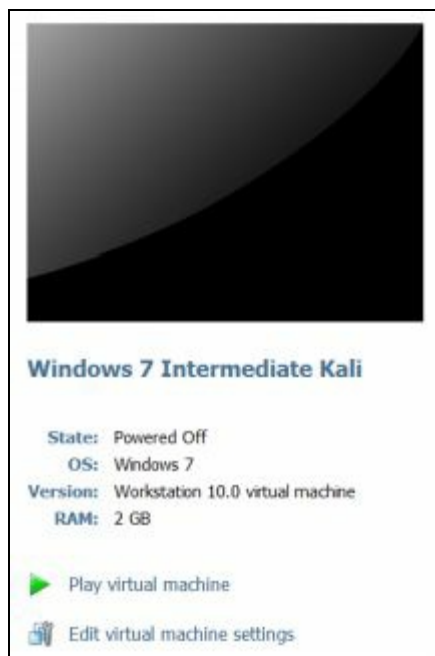 Windows 7 Intermediate Kali
State: Powered Off
OS: Windows 7
Version: Workstation 10.0 virtual machine
RAM: 2 GB
Play virtual machine
Edit virtual machine settings